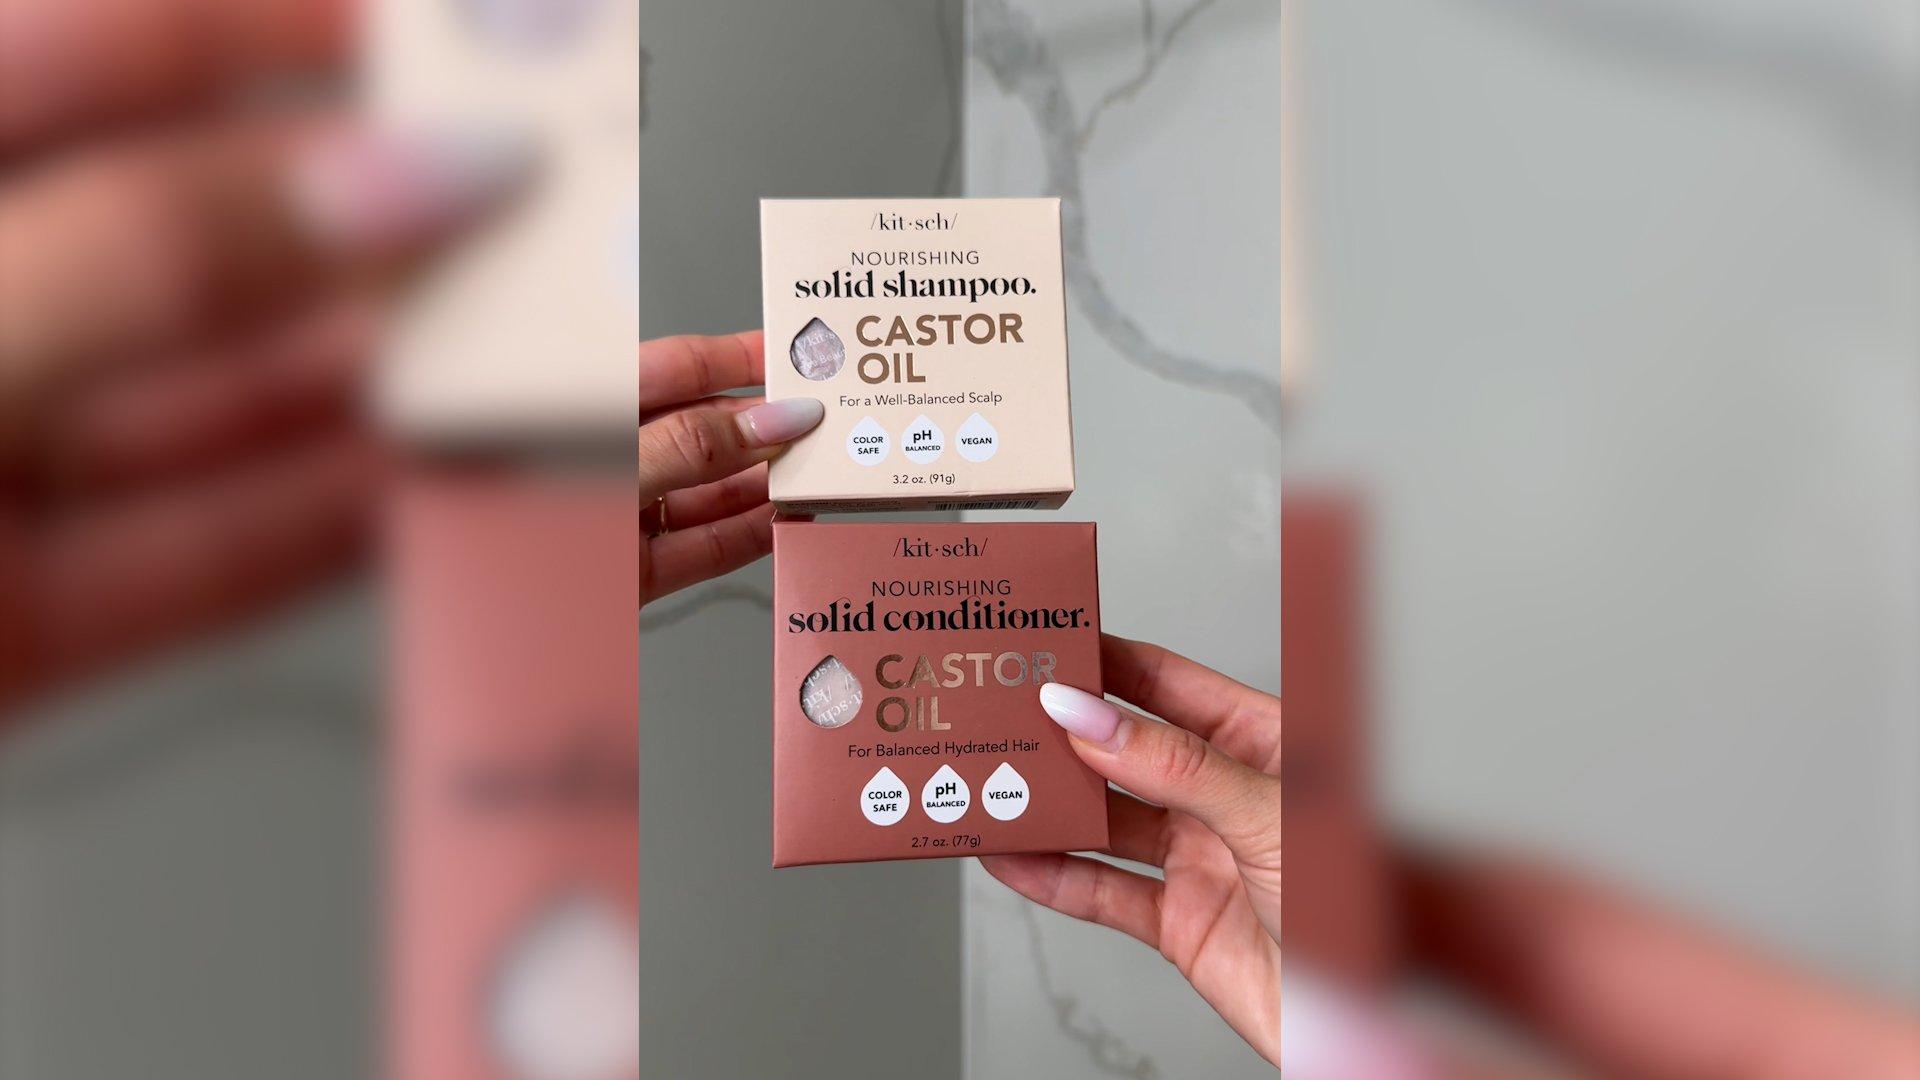 /kit·sch/
NOURISHING
solid shampoo.
CASTOR
OIL
For a Well-Balanced Scalp
COLOR
SAFE
pH
BALANCED
VEGAN
3.2 oz. (91g)
/kit·sch/
NOURISHING
solid conditioner.
CASTOR
OIL
For Balanced Hydrated Hair
COLOR
SAFE
pH
BALANCED
VEGAN
2.7 oz. (77g)